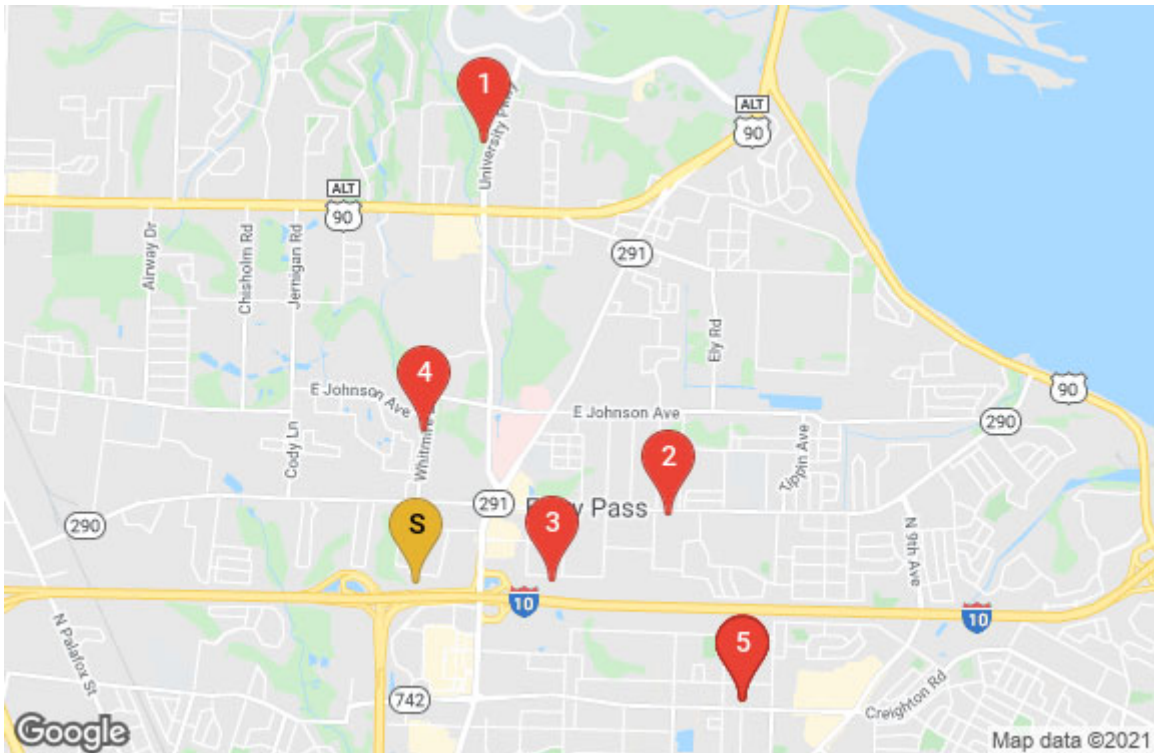 1
University Pkwy
ALT
90
ALT
90
291
Airway Dr
Chisholm Rd
Jernigan Rd
Ely Rd
4
E Johnson Ave
E Johnson Ave
90
290
Cody Ln
2
Tippin Ave
291
Pass
290
S
3
N 9th Ave
10
10
N Palafox St
5
742
Creighton Rd
Google
Map data ©2021